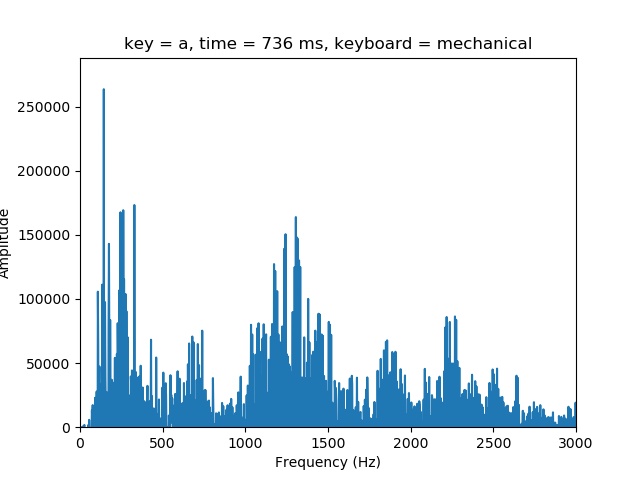 key = a, time = 736 ms, keyboard = mechanical
250000
200000
150000
100000
50000
0
Amplitude
0 500 1000 1500 2000 2500 3000
Frequency (Hz)